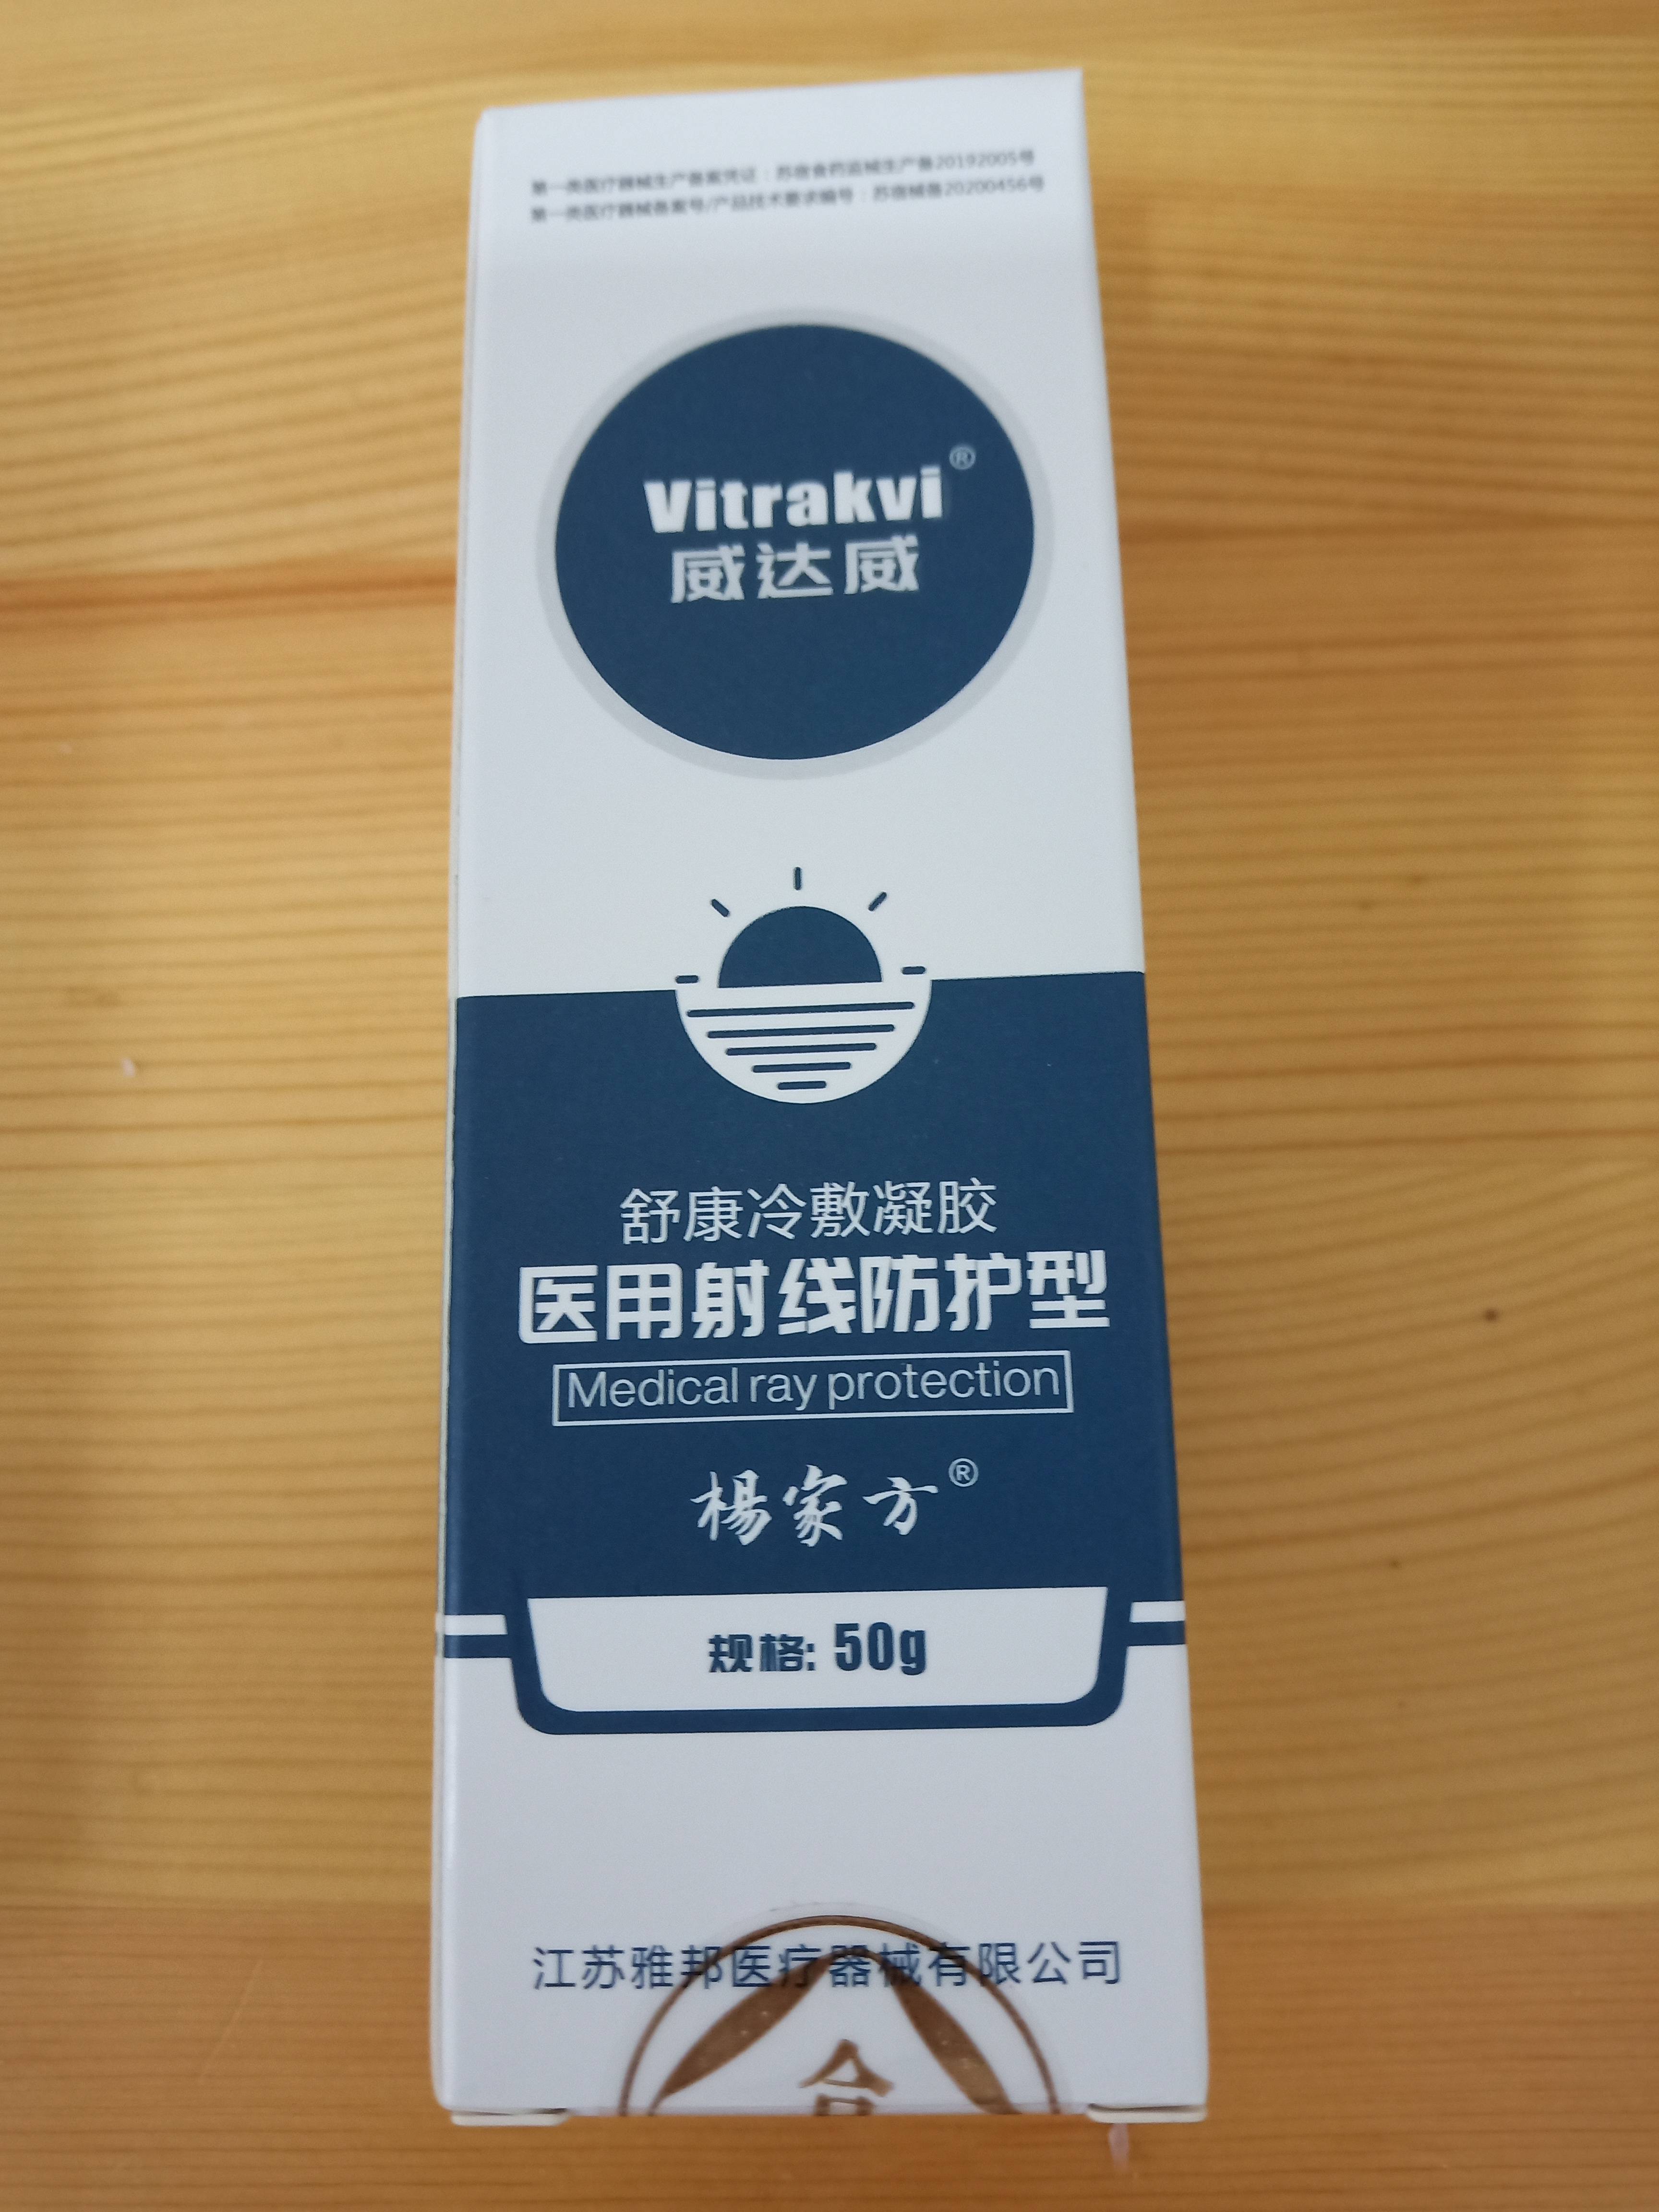 第一类医疗器械生产备案凭证：苏宿食药监械生产备20192005号
第一类医疗器械备案号/产品技术要求编号：苏宿械备20200456号
Vitrakvi®
威达威
舒康冷敷凝胶
医用射线防护型
Medical ray protection
楊家方®
规格: 50g
江苏雅邦医疗器械有限公司
合